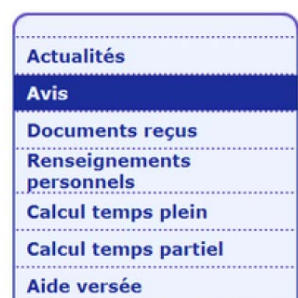 Actualités
Avis
Documents reçus
Renseignements
personnels
Calcul temps plein
Calcul temps partiel
Aide versée